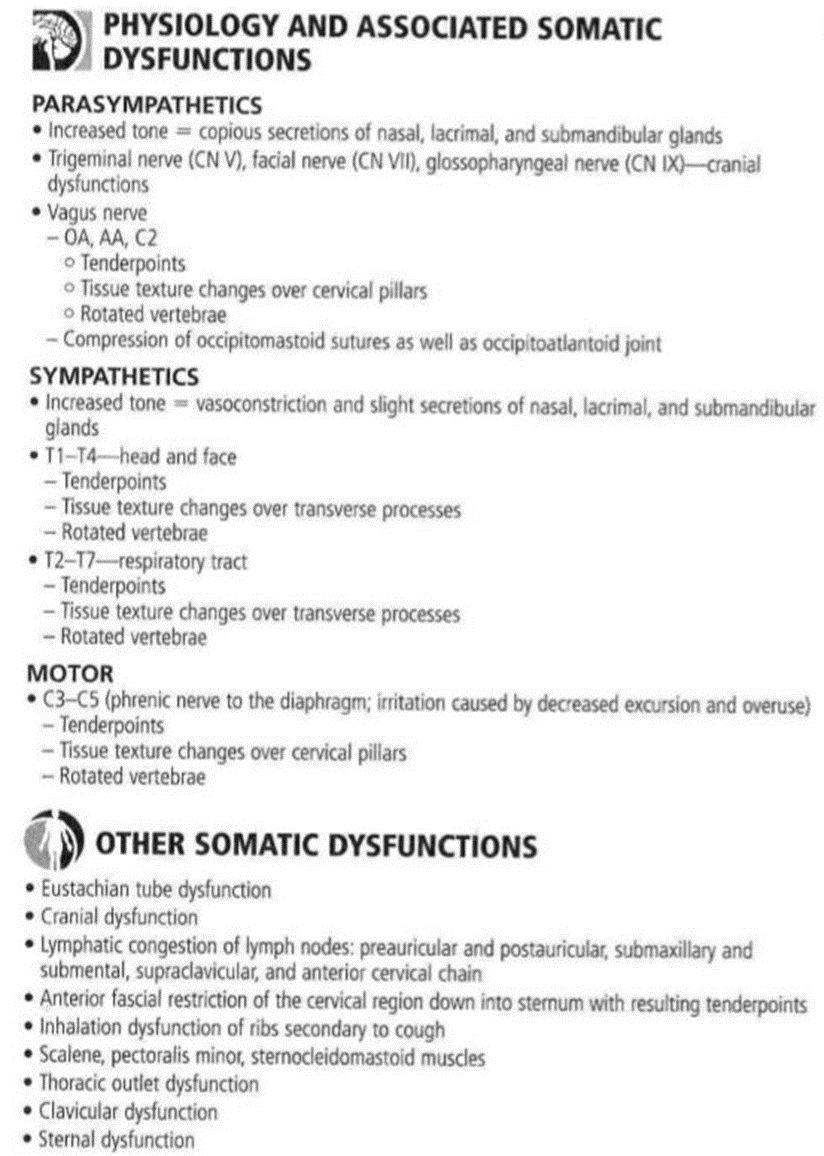 PHYSIOLOGY AND ASSOCIATED SOMATIC
DYSFUNCTIONS
PARASYMPATHETICS
• Increased tone = copious secretions of nasal, lacrimal, and submandibular glands
• Trigeminal nerve (CN V), facial nerve (CN VII), glossopharyngeal nerve (CN IX)—cranial
dysfunctions
• Vagus nerve
– OA, AA, C2
○ Tenderpoints
○ Tissue texture changes over cervical pillars
○ Rotated vertebrae
– Compression of occipitomastoid sutures as well as occipitoatlantoid joint
SYMPATHETICS
• Increased tone = vasoconstriction and slight secretions of nasal, lacrimal, and submandibular
glands
• T1–T4—head and face
– Tenderpoints
– Tissue texture changes over transverse processes
– Rotated vertebrae
• T2–T7—respiratory tract
– Tenderpoints
– Tissue texture changes over transverse processes
– Rotated vertebrae
MOTOR
• C3–C5 (phrenic nerve to the diaphragm; irritation caused by decreased excursion and overuse)
– Tenderpoints
– Tissue texture changes over cervical pillars
– Rotated vertebrae
OTHER SOMATIC DYSFUNCTIONS
• Eustachian tube dysfunction
• Cranial dysfunction
• Lymphatic congestion of lymph nodes: preauricular and postauricular, submaxillary and
submental, supraclavicular, and anterior cervical chain
• Anterior fascial restriction of the cervical region down into sternum with resulting tenderpoints
• Inhalation dysfunction of ribs secondary to cough
• Scalene, pectoralis minor, sternocleidomastoid muscles
• Thoracic outlet dysfunction
• Clavicular dysfunction
• Sternal dysfunction